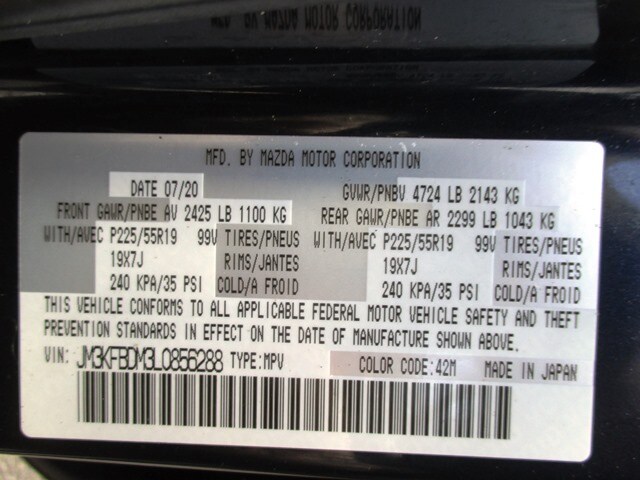 MFD. BY MAZDA MOTOR CORPORATION
MFD. BY MAZDA MOTOR CORPORATION
DATE 07/20 GVWR/PNBV 4724 LB 2143 KG
FRONT GAWR/PNBE AV 2425 LB 1100 KG REAR GAWR/PNBE AR 2299 LB 1043 KG
WITH/AVEC P225/55R19 99V TIRES/PNEUS WITH/AVEC P225/55R19 99V TIRES/PNEUS
19X7J RIMS/JANTES 19X7J RIMS/JANTES
240 KPA/35 PSI COLD/A FROID 240 KPA/35 PSI COLD/A FROID
THIS VEHICLE CONFORMS TO ALL APPLICABLE FEDERAL MOTOR VEHICLE SAFETY AND THEFT
PREVENTION STANDARDS IN EFFECT ON THE DATE OF MANUFACTURE SHOWN ABOVE.
VIN: JM3KFBDM3L0856288 TYPE: MPV COLOR CODE: 42M MADE IN JAPAN